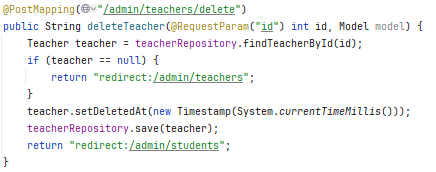 @PostMapping("/admin/teachers/delete")
public String deleteTeacher(@RequestParam("id") int id, Model model) {
    Teacher teacher = teacherRepository.findTeacherById(id);
    if (teacher == null) {
        return "redirect:/admin/teachers";
    }
    teacher.setDeletedAt(new Timestamp(System.currentTimeMillis()));
    teacherRepository.save(teacher);
    return "redirect:/admin/students";
}